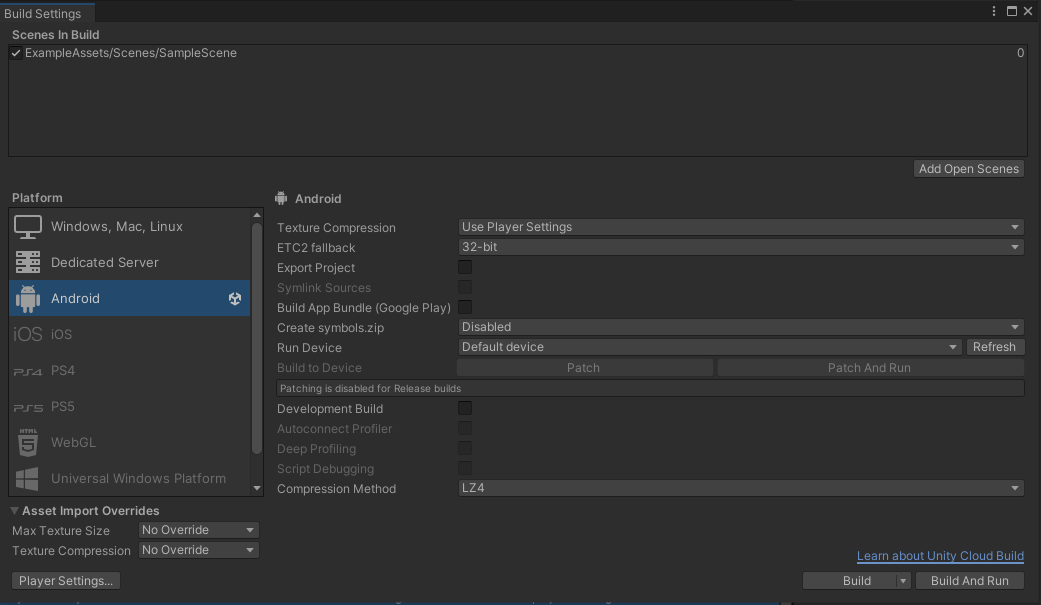 Build Settings
Scenes In Build
ExampleAssets/Scenes/SampleScene 0
Add Open Scenes
Platform
Windows, Mac, Linux
Dedicated Server
Android
iOS iOS
PS4 PS4
PS5 PS5
HTML 5 WebGL
Universal Windows Platform
Android
Texture Compression Use Player Settings
ETC2 fallback 32-bit
Export Project
Symlink Sources
Build App Bundle (Google Play)
Create symbols.zip Disabled
Run Device Default device Refresh
Build to Device Patch Patch And Run
Patching is disabled for Release builds
Development Build
Autoconnect Profiler
Deep Profiling
Script Debugging
Compression Method LZ4
Asset Import Overrides
Max Texture Size No Override
Texture Compression No Override
Learn about Unity Cloud Build
Player Settings... Build Build And Run